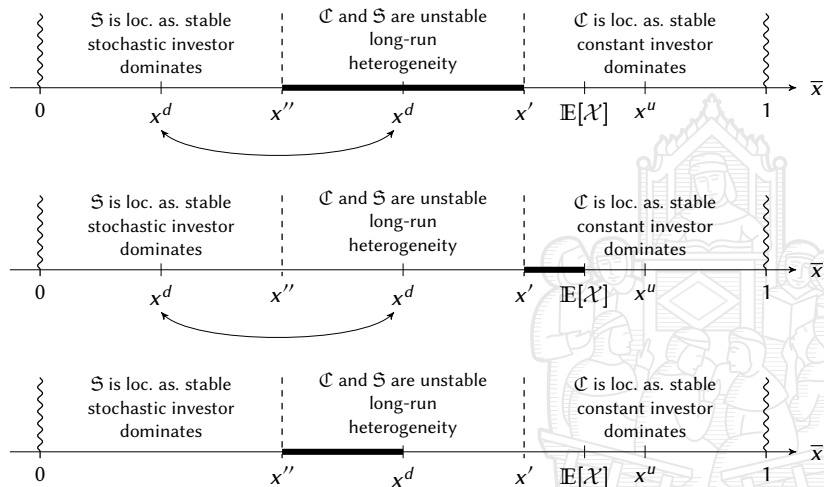 𝔖 is loc. as. stable
stochastic investor
dominates
ℭ and 𝔖 are unstable
long-run
heterogeneity
ℭ is loc. as. stable
constant investor
dominates
0 x^d x′′ x^d x′ 𝔼[𝒳] x^u 1 x̅
𝔖 is loc. as. stable
stochastic investor
dominates
ℭ and 𝔖 are unstable
long-run
heterogeneity
ℭ is loc. as. stable
constant investor
dominates
0 x^d x′′ x^d x′ 𝔼[𝒳] x^u 1 x̅
𝔖 is loc. as. stable
stochastic investor
dominates
ℭ and 𝔖 are unstable
long-run
heterogeneity
ℭ is loc. as. stable
constant investor
dominates
0 x′′ x^d x′ 𝔼[𝒳] x^u 1 x̅